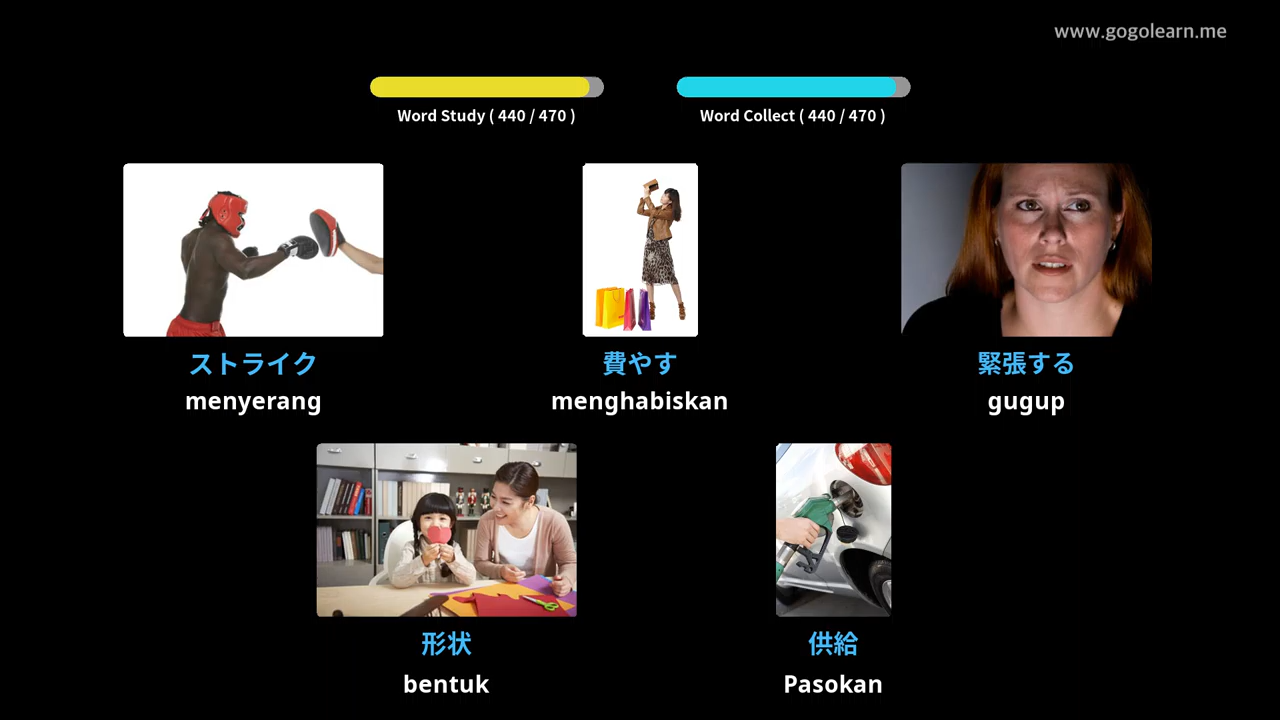 www.gogolearn.me
Word Study ( 440 / 470 )
Word Collect ( 440 / 470 )
ストライク
menyerang
費やす
menghabiskan
緊張する
gugup
形状
bentuk
供給
Pasokan